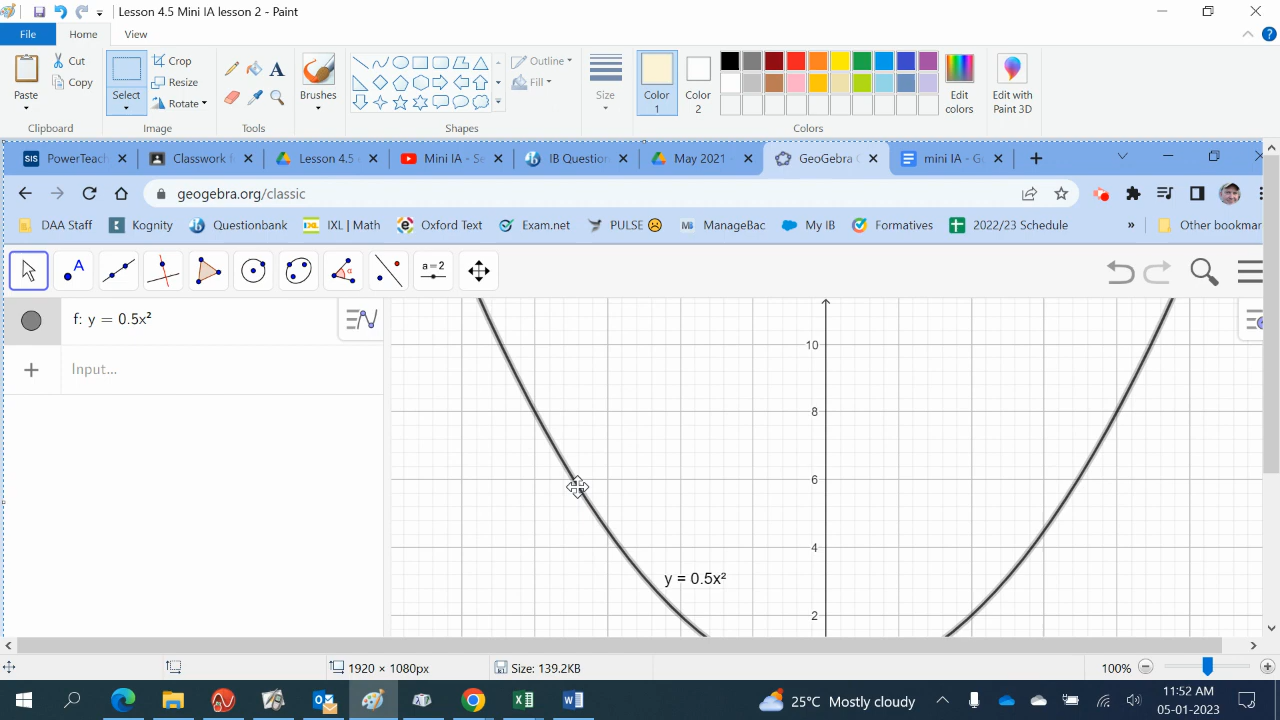 Lesson 4.5 Mini IA lesson 2 - Paint
File Home View
Paste Cut Copy Select Crop Resize Rotate Brushes Outline Fill Size Color 1 Color 2 Edit colors Edit with Paint 3D
Clipboard Image Tools Shapes Colors
SIS PowerTeach Classwork Lesson 4.5 Mini IA - Se IB Question May 2021 - GeoGebra mini IA - G
geogebra.org/classic
DAA Staff Kognity Questionbank IXL | Math Oxford Text Exam.net PULSE ManageBac My IB Formatives 2022/23 Schedule » Other bookmar
A a=2
f: y = 0.5x²
Input...
10
8
6
4
y = 0.5x²
2
1920 × 1080px Size: 139.2KB 100%
25°C Mostly cloudy 11:52 AM
05-01-2023